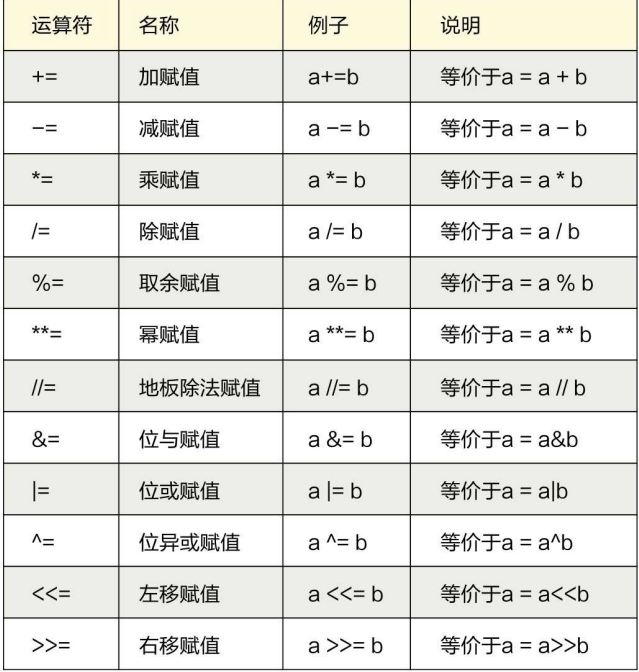 运算符 名称 例子 说明
+= 加赋值 a+=b 等价于a = a + b
−= 减赋值 a −= b 等价于a = a − b
*= 乘赋值 a *= b 等价于a = a * b
/= 除赋值 a /= b 等价于a = a / b
%= 取余赋值 a %= b 等价于a = a % b
**= 幂赋值 a **= b 等价于a = a ** b
//= 地板除法赋值 a //= b 等价于a = a // b
&= 位与赋值 a &= b 等价于a = a&b
|= 位或赋值 a |= b 等价于a = a|b
^= 位异或赋值 a ^= b 等价于a = a^b
<<= 左移赋值 a <<= b 等价于a = a<<b
>>= 右移赋值 a >>= b 等价于a = a>>b